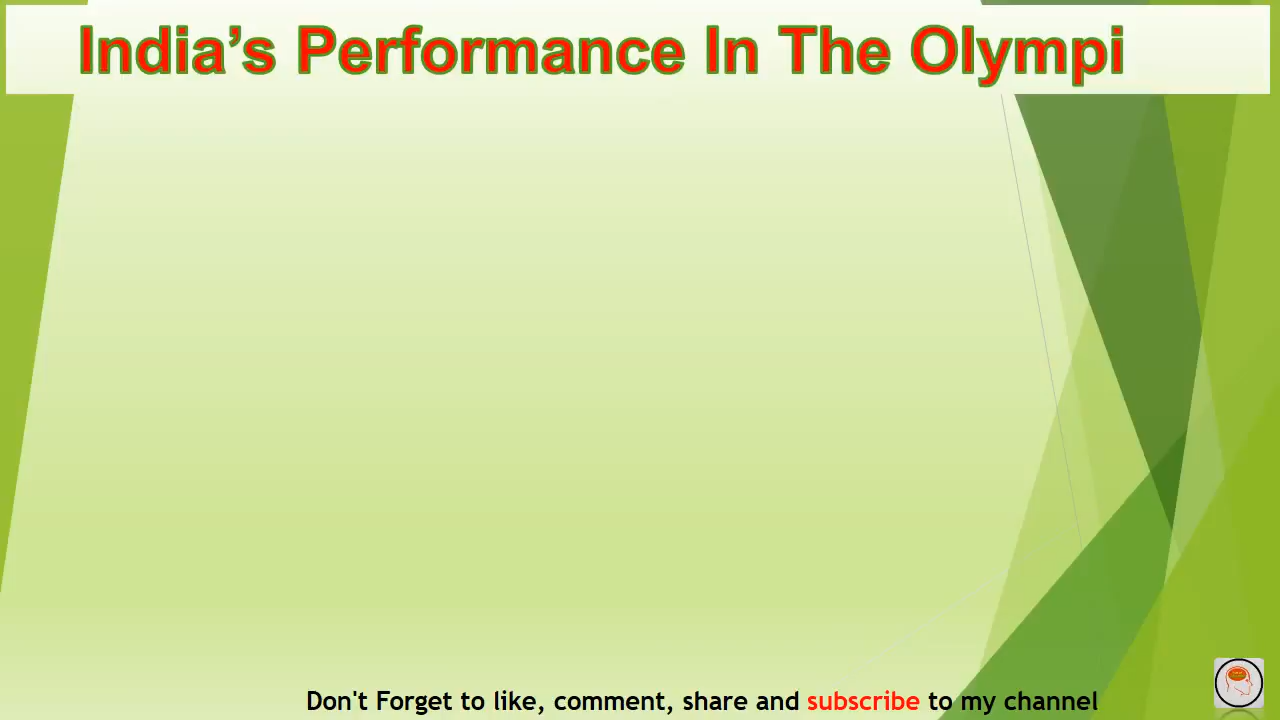 India’s Performance In The Olympi
Don't Forget to like, comment, share and subscribe to my channel